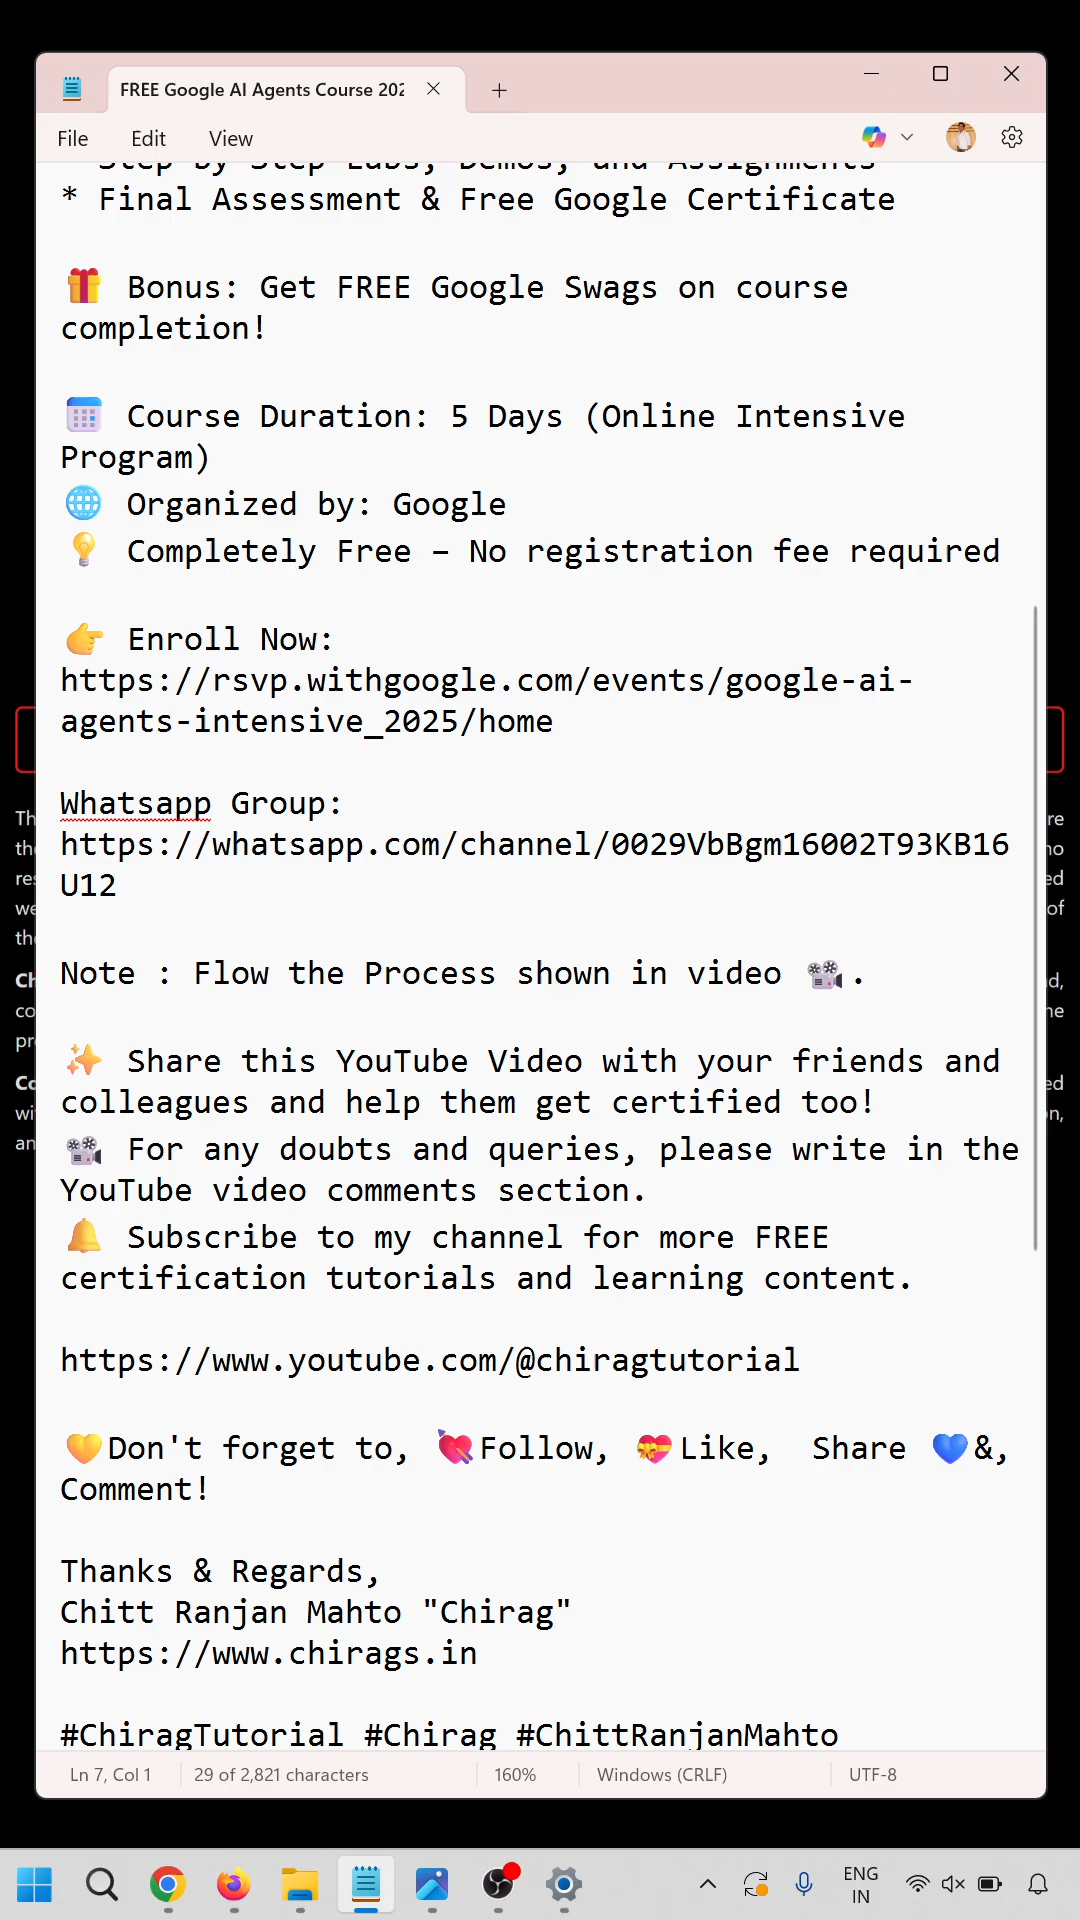 FREE Google AI Agents Course 202
File Edit View
Step by Step Labs, Demos, and Assignments
* Final Assessment & Free Google Certificate
🎁 Bonus: Get FREE Google Swags on course
completion!
🗓️ Course Duration: 5 Days (Online Intensive
Program)
🌐 Organized by: Google
💡 Completely Free – No registration fee required
👉 Enroll Now:
https://rsvp.withgoogle.com/events/google-ai-
agents-intensive_2025/home
Whatsapp Group:
https://whatsapp.com/channel/0029VbBgm16002T93KB16
U12
Note : Flow the Process shown in video 📽️.
✨ Share this YouTube Video with your friends and
colleagues and help them get certified too!
📽️ For any doubts and queries, please write in the
YouTube video comments section.
🔔 Subscribe to my channel for more FREE
certification tutorials and learning content.
https://www.youtube.com/@chiragtutorial
💛Don't forget to, 💘Follow, 💝Like,  Share 💙&,
Comment!
Thanks & Regards,
Chitt Ranjan Mahto "Chirag"
https://www.chirags.in
#ChiragTutorial #Chirag #ChittRanjanMahto
Ln 7, Col 1 29 of 2,821 characters 160% Windows (CRLF) UTF-8
ENG
IN